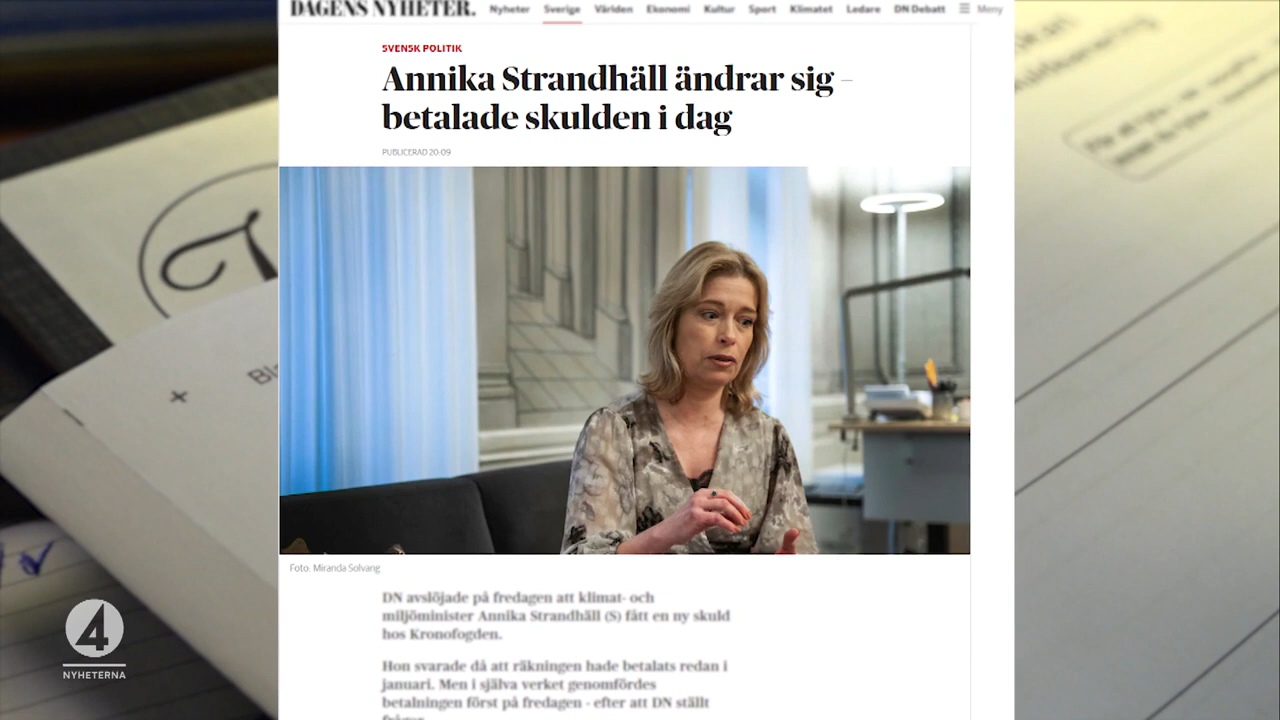 DAGENS NYHETER.
Nyheter Sverige Världen Ekonomi Kultur Sport Klimatet Ledare DN Debatt Meny
SVENSK POLITIK
Annika Strandhäll ändrar sig –
betalade skulden i dag
PUBLICERAD 20:09
Foto: Miranda Solvang
DN avslöjade på fredagen att klimat- och
miljöminister Annika Strandhäll (S) fått en ny skuld
hos Kronofogden.
Hon svarade då att räkningen hade betalats redan i
januari. Men i själva verket genomfördes
betalningen först på fredagen - efter att DN ställt
frågor.
4
NYHETERNA